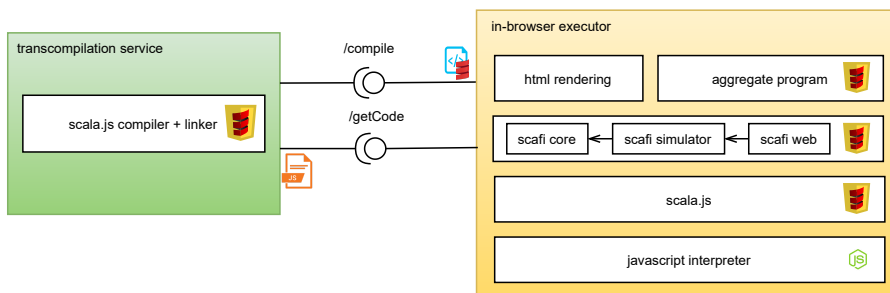 transcompilation service
scala.js compiler + linker
/compile
</>
/getCode
JS
in-browser executor
html rendering
aggregate program
scafi core
scafi simulator
scafi web
scala.js
javascript interpreter
JS